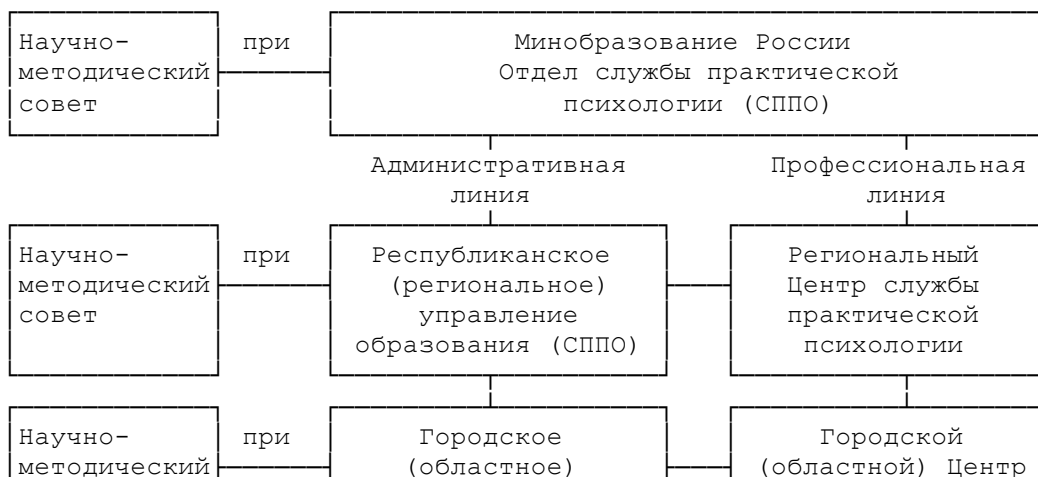 Научно-
методический
совет
при
Минобразование России
Отдел службы практической
психологии (СППО)
Административная
линия
Профессиональная
линия
Научно-
методический
совет
при
Республиканское
(региональное)
управление
образования (СППО)
Региональный
Центр службы
практической
психологии
Научно-
методический
при
Городское
(областное)
Городской
(областной) Центр